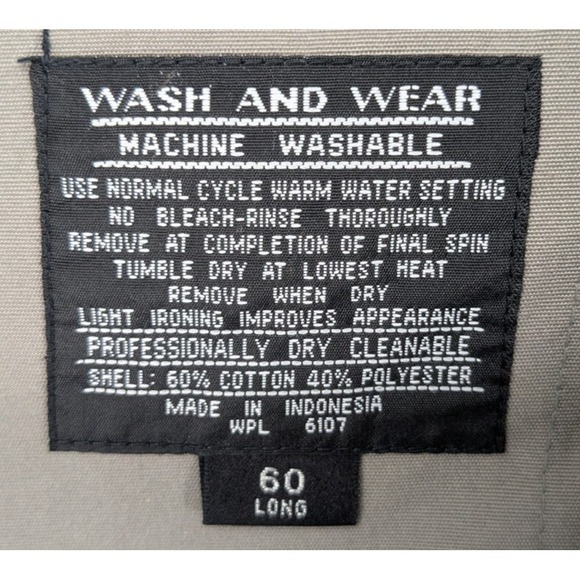 WASH AND WEAR
MACHINE WASHABLE
USE NORMAL CYCLE WARM WATER SETTING
NO BLEACH-RINSE THOROUGHLY
REMOVE AT COMPLETION OF FINAL SPIN
TUMBLE DRY AT LOWEST HEAT
REMOVE WHEN DRY
LIGHT IRONING IMPROVES APPEARANCE
PROFESSIONALLY DRY CLEANABLE
SHELL: 60% COTTON 40% POLYESTER
MADE IN INDONESIA
WPL 6107
60
LONG